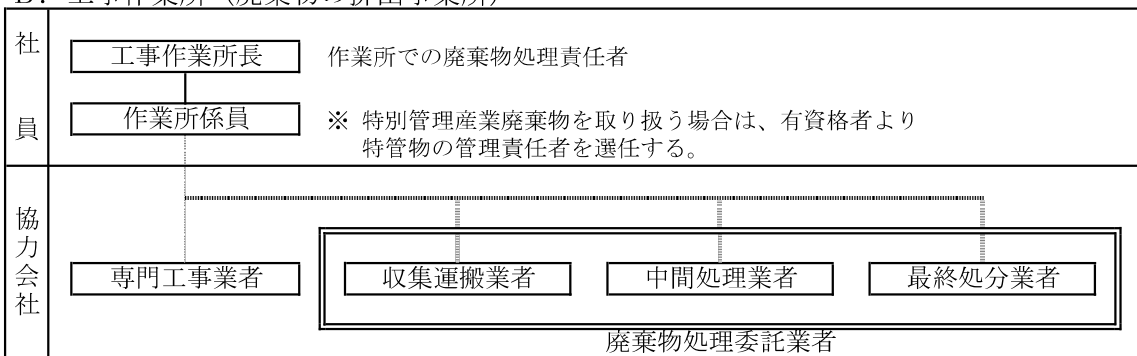 B．工事作業所（廃棄物の排出事業所）
社員
工事作業所長
作業所での廃棄物処理責任者
作業所係員
※ 特別管理産業廃棄物を取り扱う場合は、有資格者より
特管物の管理責任者を選任する。
協力会社
専門工事業者
収集運搬業者
中間処理業者
最終処分業者
廃棄物処理委託業者